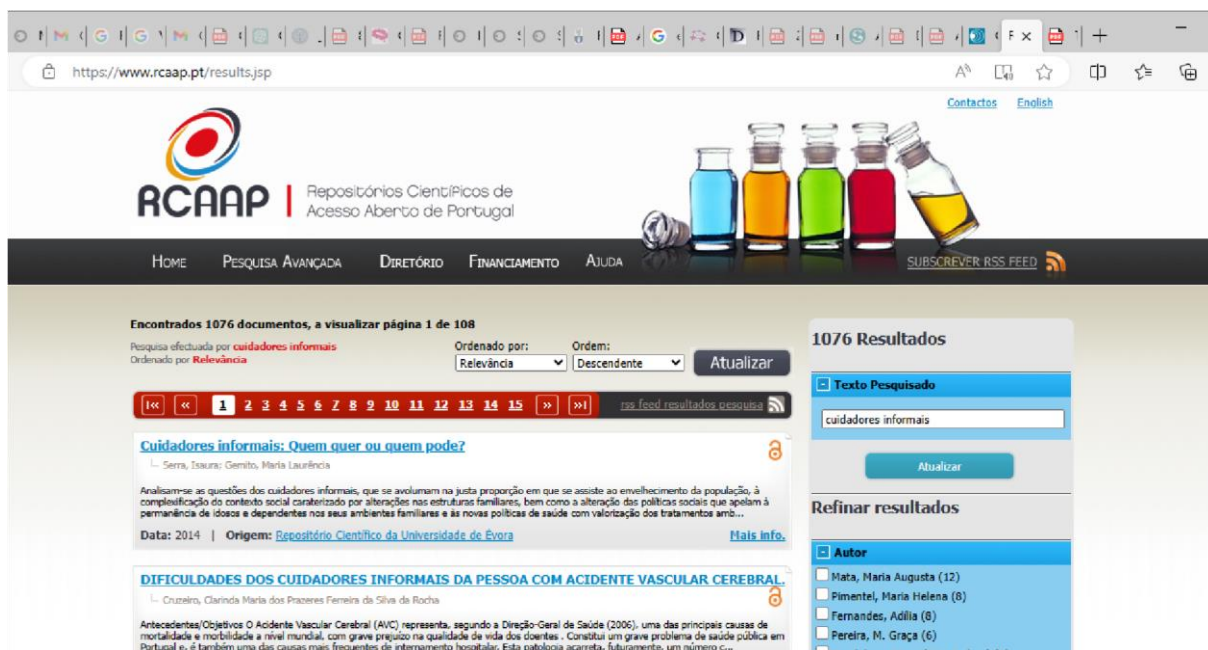 https://www.rcaap.pt/results.jsp
Contactos English
RCAAP | Repositórios Científicos de
Acesso Aberto de Portugal
HOME PESQUISA AVANÇADA DIRETÓRIO FINANCIAMENTO AJUDA SUBSCREVER RSS FEED
Encontrados 1076 documentos, a visualizar página 1 de 108
Pesquisa efectuada por cuidadores informais
Ordenado por Relevância
Ordenado por: Ordem:
Relevância Descendente Atualizar
1 2 3 4 5 6 7 8 9 10 11 12 13 14 15 rss feed resultados pesquisa
Cuidadores informais: Quem quer ou quem pode?
Serra, Isaura; Gemito, Maria Laurência
Analisam-se as questões dos cuidadores informais, que se avolumam na justa proporção em que se assiste ao envelhecimento da população, à
complexificação do contexto social caraterizado por alterações nas estruturas familiares, bem como a alteração das políticas sociais que apelam à
permanência de idosos e dependentes nos seus ambientes familiares e às novas políticas de saúde com valorização dos tratamentos amb...
Data: 2014 | Origem: Repositório Científico da Universidade de Évora Mais info.
DIFICULDADES DOS CUIDADORES INFORMAIS DA PESSOA COM ACIDENTE VASCULAR CEREBRAL.
Cruzeiro, Clarinda Maria dos Prazeres Ferreira da Silva da Rocha
Antecedentes/Objetivos O Acidente Vascular Cerebral (AVC) representa, segundo a Direção-Geral de Saúde (2006), uma das principais causas de
mortalidade e morbilidade a nível mundial, com grave prejuízo na qualidade de vida dos doentes . Constitui um grave problema de saúde pública em
Portugal e, é também uma das causas mais frequentes de internamento hospitalar. Esta patologia acarreta, futuramente, um número c...
1076 Resultados
Texto Pesquisado
cuidadores informais
Atualizar
Refinar resultados
Autor
Mata, Maria Augusta (12)
Pimentel, Maria Helena (8)
Fernandes, Adília (8)
Pereira, M. Graça (6)